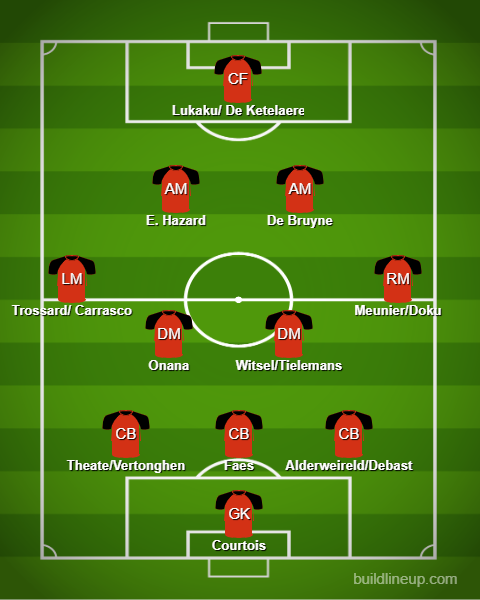 CF
Lukaku/ De Ketelaere
AM AM
E. Hazard De Bruyne
LM RM
Trossard/ Carrasco Meunier/Doku
DM DM
Onana Witsel/Tielemans
CB CB CB
Theate/Vertonghen Faes Alderweireld/Debast
GK
Courtois
buildlineup.com